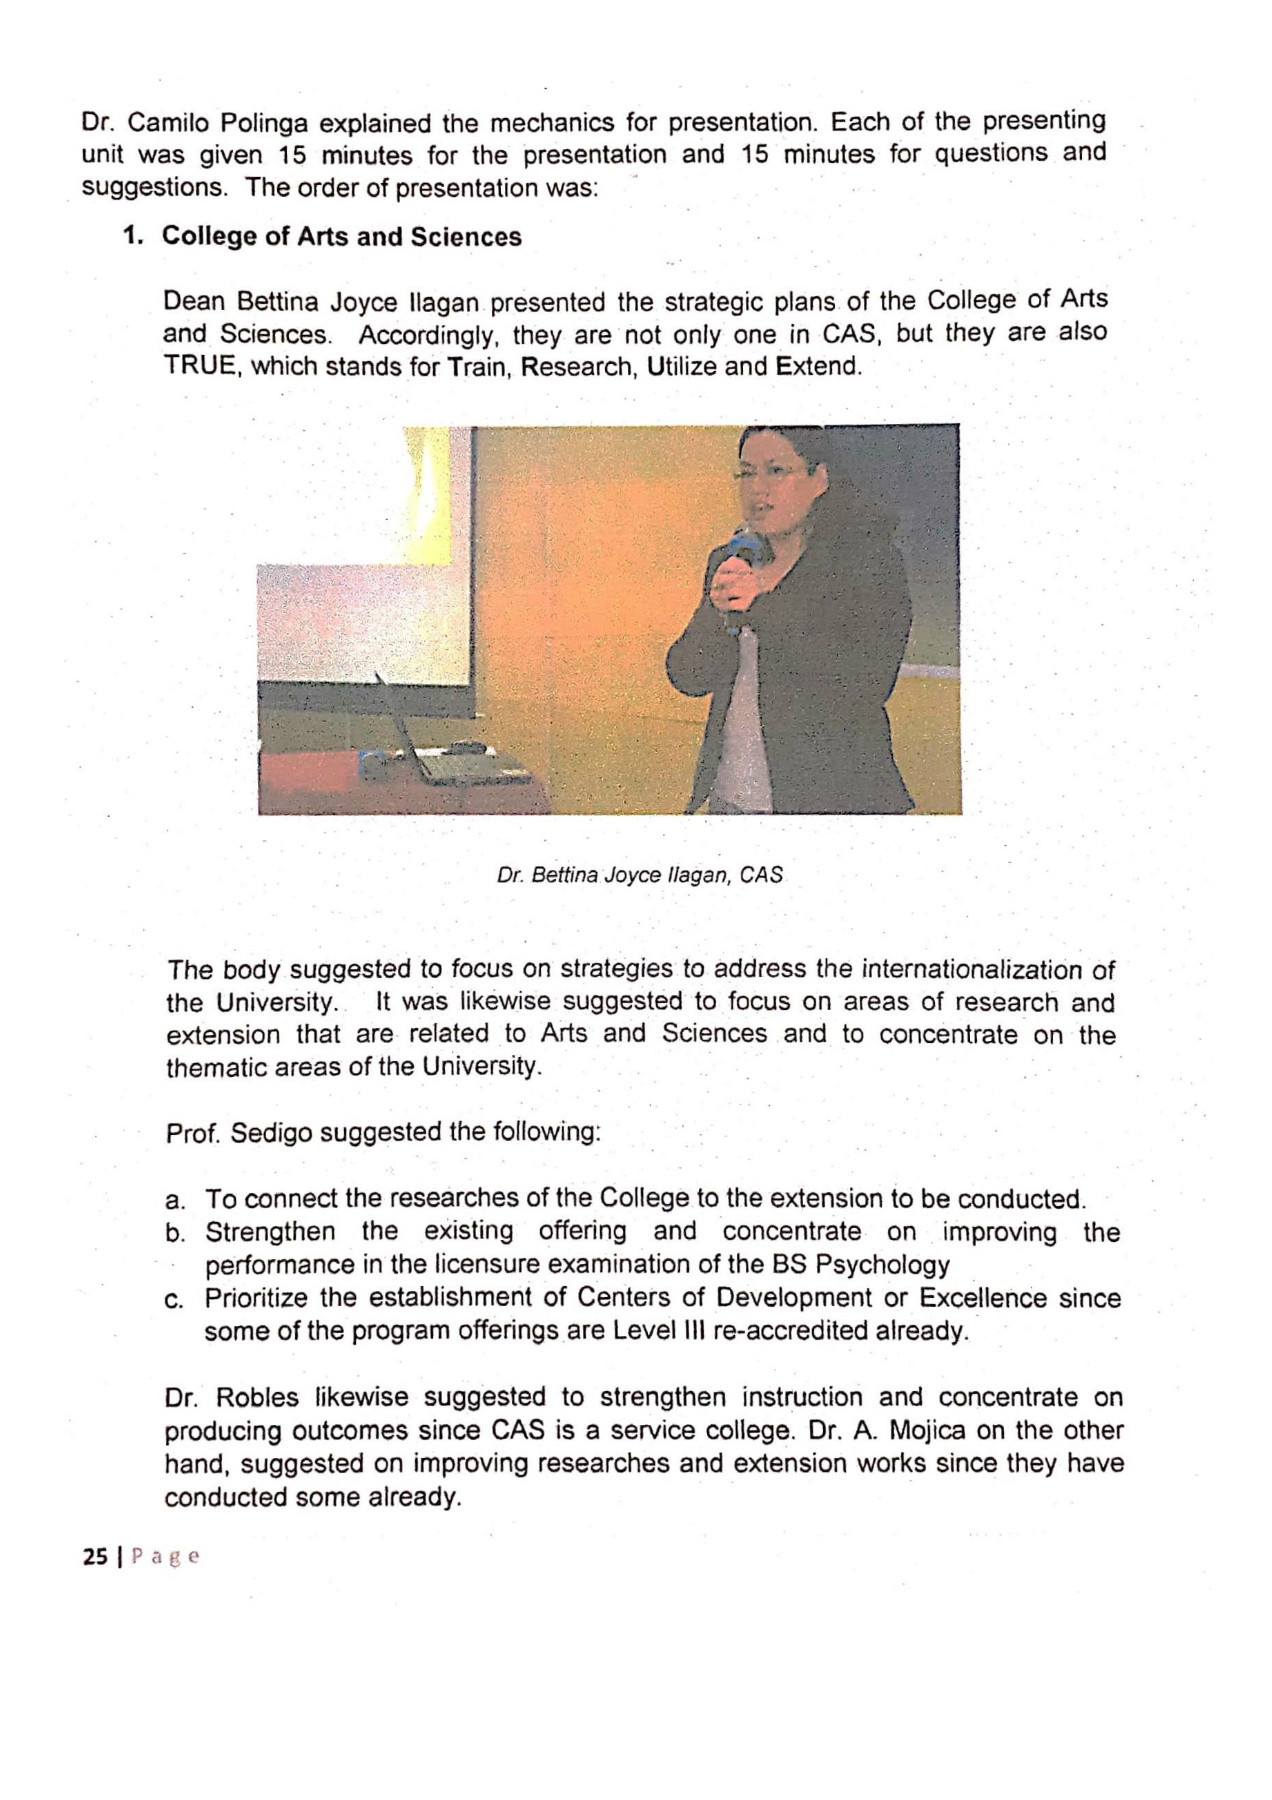 Dr. Camilo Polinga explained the mechanics for presentation. Each of the presenting
unit was given 15 minutes for the presentation and 15 minutes for questions and
suggestions. The order of presentation was:
1. College of Arts and Sciences
Dean Bettina Joyce Ilagan presented the strategic plans of the College of Arts
and Sciences. Accordingly, they are not only one in CAS, but they are also
TRUE, which stands for Train, Research, Utilize and Extend.
Dr. Bettina Joyce Ilagan, CAS
The body suggested to focus on strategies to address the internationalization of
the University. It was likewise suggested to focus on areas of research and
extension that are related to Arts and Sciences and to concentrate on the
thematic areas of the University.
Prof. Sedigo suggested the following:
a. To connect the researches of the College to the extension to be conducted.
b. Strengthen the existing offering and concentrate on improving the
performance in the licensure examination of the BS Psychology
c. Prioritize the establishment of Centers of Development or Excellence since
some of the program offerings are Level III re-accredited already.
Dr. Robles likewise suggested to strengthen instruction and concentrate on
producing outcomes since CAS is a service college. Dr. A. Mojica on the other
hand, suggested on improving researches and extension works since they have
conducted some already.
25 | Page